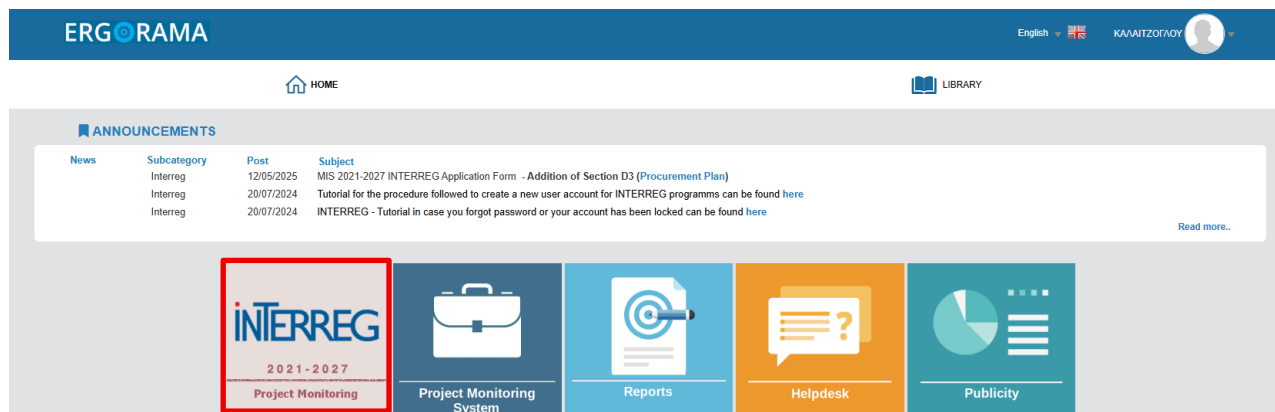 ERGORAMA
English
ΚΑΛΑΙΤΖΟΓΛΟΥ
HOME
LIBRARY
ANNOUNCEMENTS
News Subcategory Post Subject
Interreg 12/05/2025 MIS 2021-2027 INTERREG Application Form - Addition of Section D3 (Procurement Plan)
Interreg 20/07/2024 Tutorial for the procedure followed to create a new user account for INTERREG programms can be found here
Interreg 20/07/2024 INTERREG - Tutorial in case you forgot password or your account has been locked can be found here
Read more..
iNTERREG
2021-2027
Project Monitoring
Project Monitoring
System
Reports
?
Helpdesk
Publicity